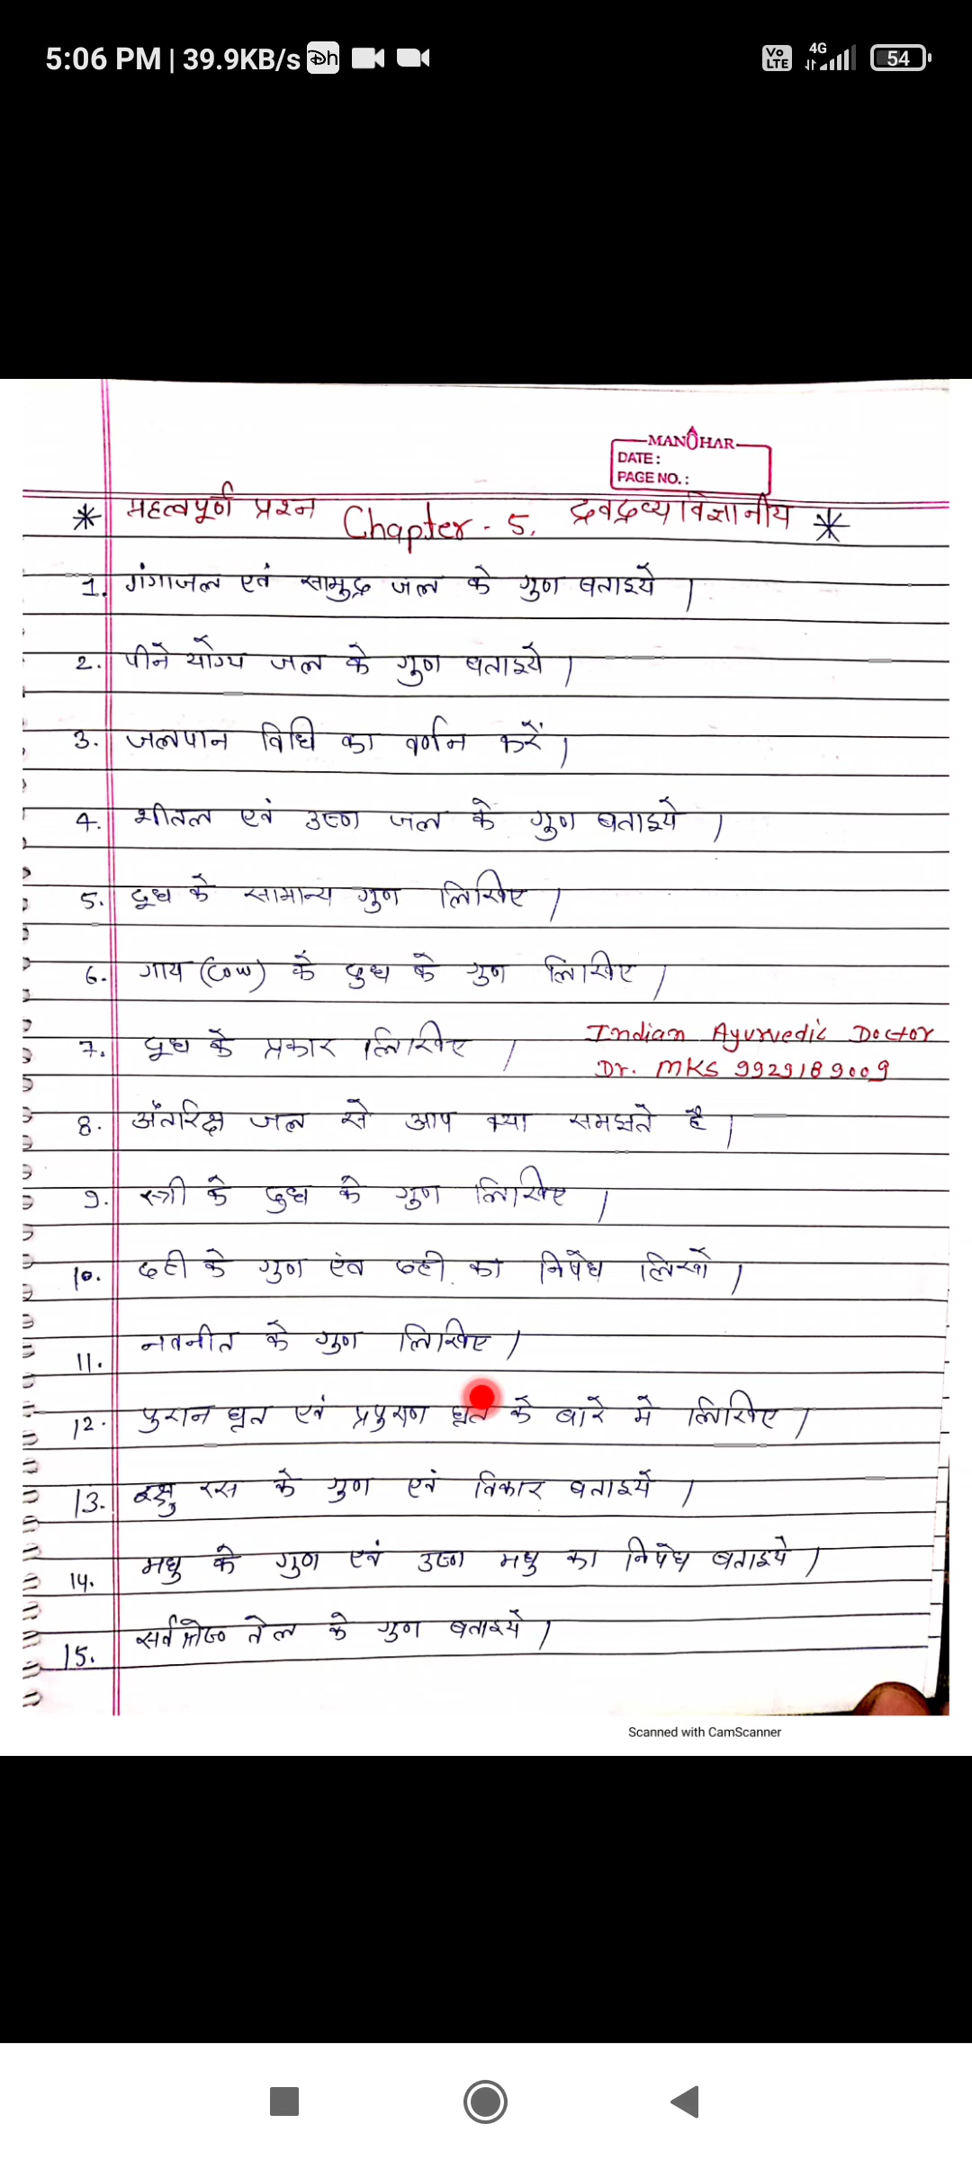 5:06 PM | 39.9KB/s Dh Vo LTE 4G 54
MANOHAR
DATE:
PAGE NO.:
* महत्वपूर्ण प्रश्न Chapter - 5. द्रवद्रव्यविज्ञानीय *
1. गंगाजल एवं सामुद्र जल के गुण बताइये।
2. पीने योग्य जल के गुण बताइये।
3. जलपान विधि का वर्णन करें।
4. शीतल एवं उष्ण जल के गुण बताइये।
5. दूध के सामान्य गुण लिखिए।
6. गाय (Cow) के दुध के गुण लिखिए।
7. दूध के प्रकार लिखिए।
Indian Ayurvedic Doctor
Dr. MKS 9929189009
8. अंतरिक्ष जल से आप क्या समझते है।
9. स्त्री के दुध के गुण लिखिए।
10. दही के गुण एंव दही का निषेध लिखो।
11. नवनीत के गुण लिखिए।
12. पुरान घृत एवं प्रपुराण घृत के बारे मे लिखिए।
13. इक्षु रस के गुण एवं विकार बताइये।
14. मधु के गुण एवं उष्ण मधु का निषेध बताइये।
15. तेल के गुण बताइये।
Scanned with CamScanner